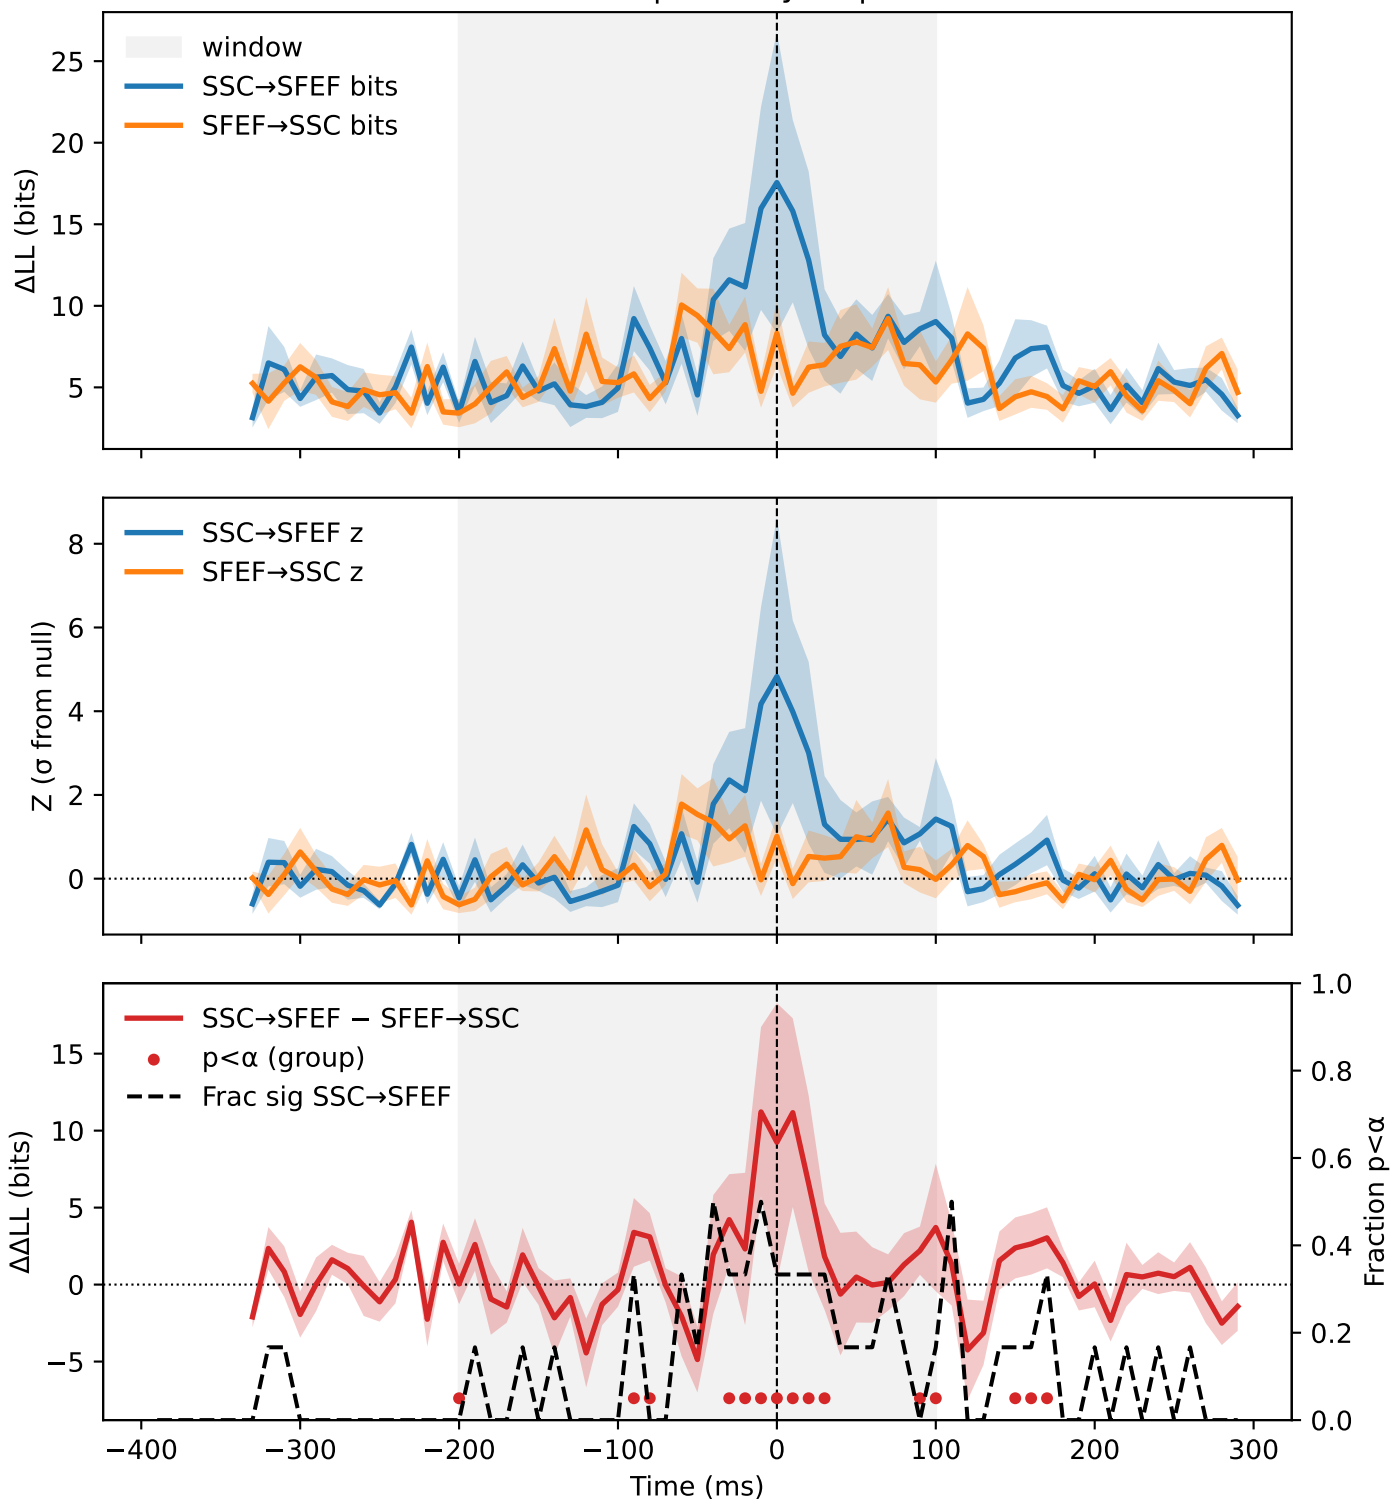 25
20
15
10
5
ΔLL (bits)
window
SSC→SFEF bits
SFEF→SSC bits
8
6
4
2
0
Z (σ from null)
SSC→SFEF z
SFEF→SSC z
15
10
5
0
−5
ΔΔLL (bits)
SSC→SFEF − SFEF→SSC
p<α (group)
Frac sig SSC→SFEF
1.0
0.8
0.6
0.4
0.2
0.0
Fraction p<α
−400 −300 −200 −100 0 100 200 300
Time (ms)